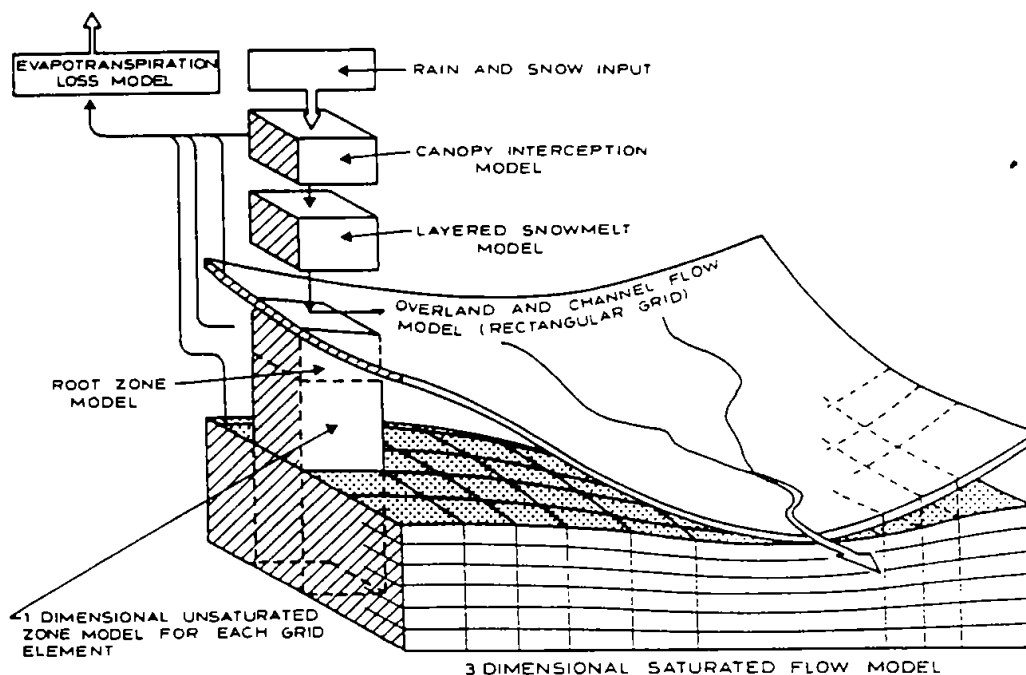 EVAPOTRANSPIRATION
LOSS MODEL
RAIN AND SNOW INPUT
CANOPY INTERCEPTION
MODEL
LAYERED SNOWMELT
MODEL
OVERLAND AND CHANNEL FLOW
MODEL (RECTANGULAR GRID)
ROOT ZONE
MODEL
1 DIMENSIONAL UNSATURATED
ZONE MODEL FOR EACH GRID
ELEMENT
3 DIMENSIONAL SATURATED FLOW MODEL